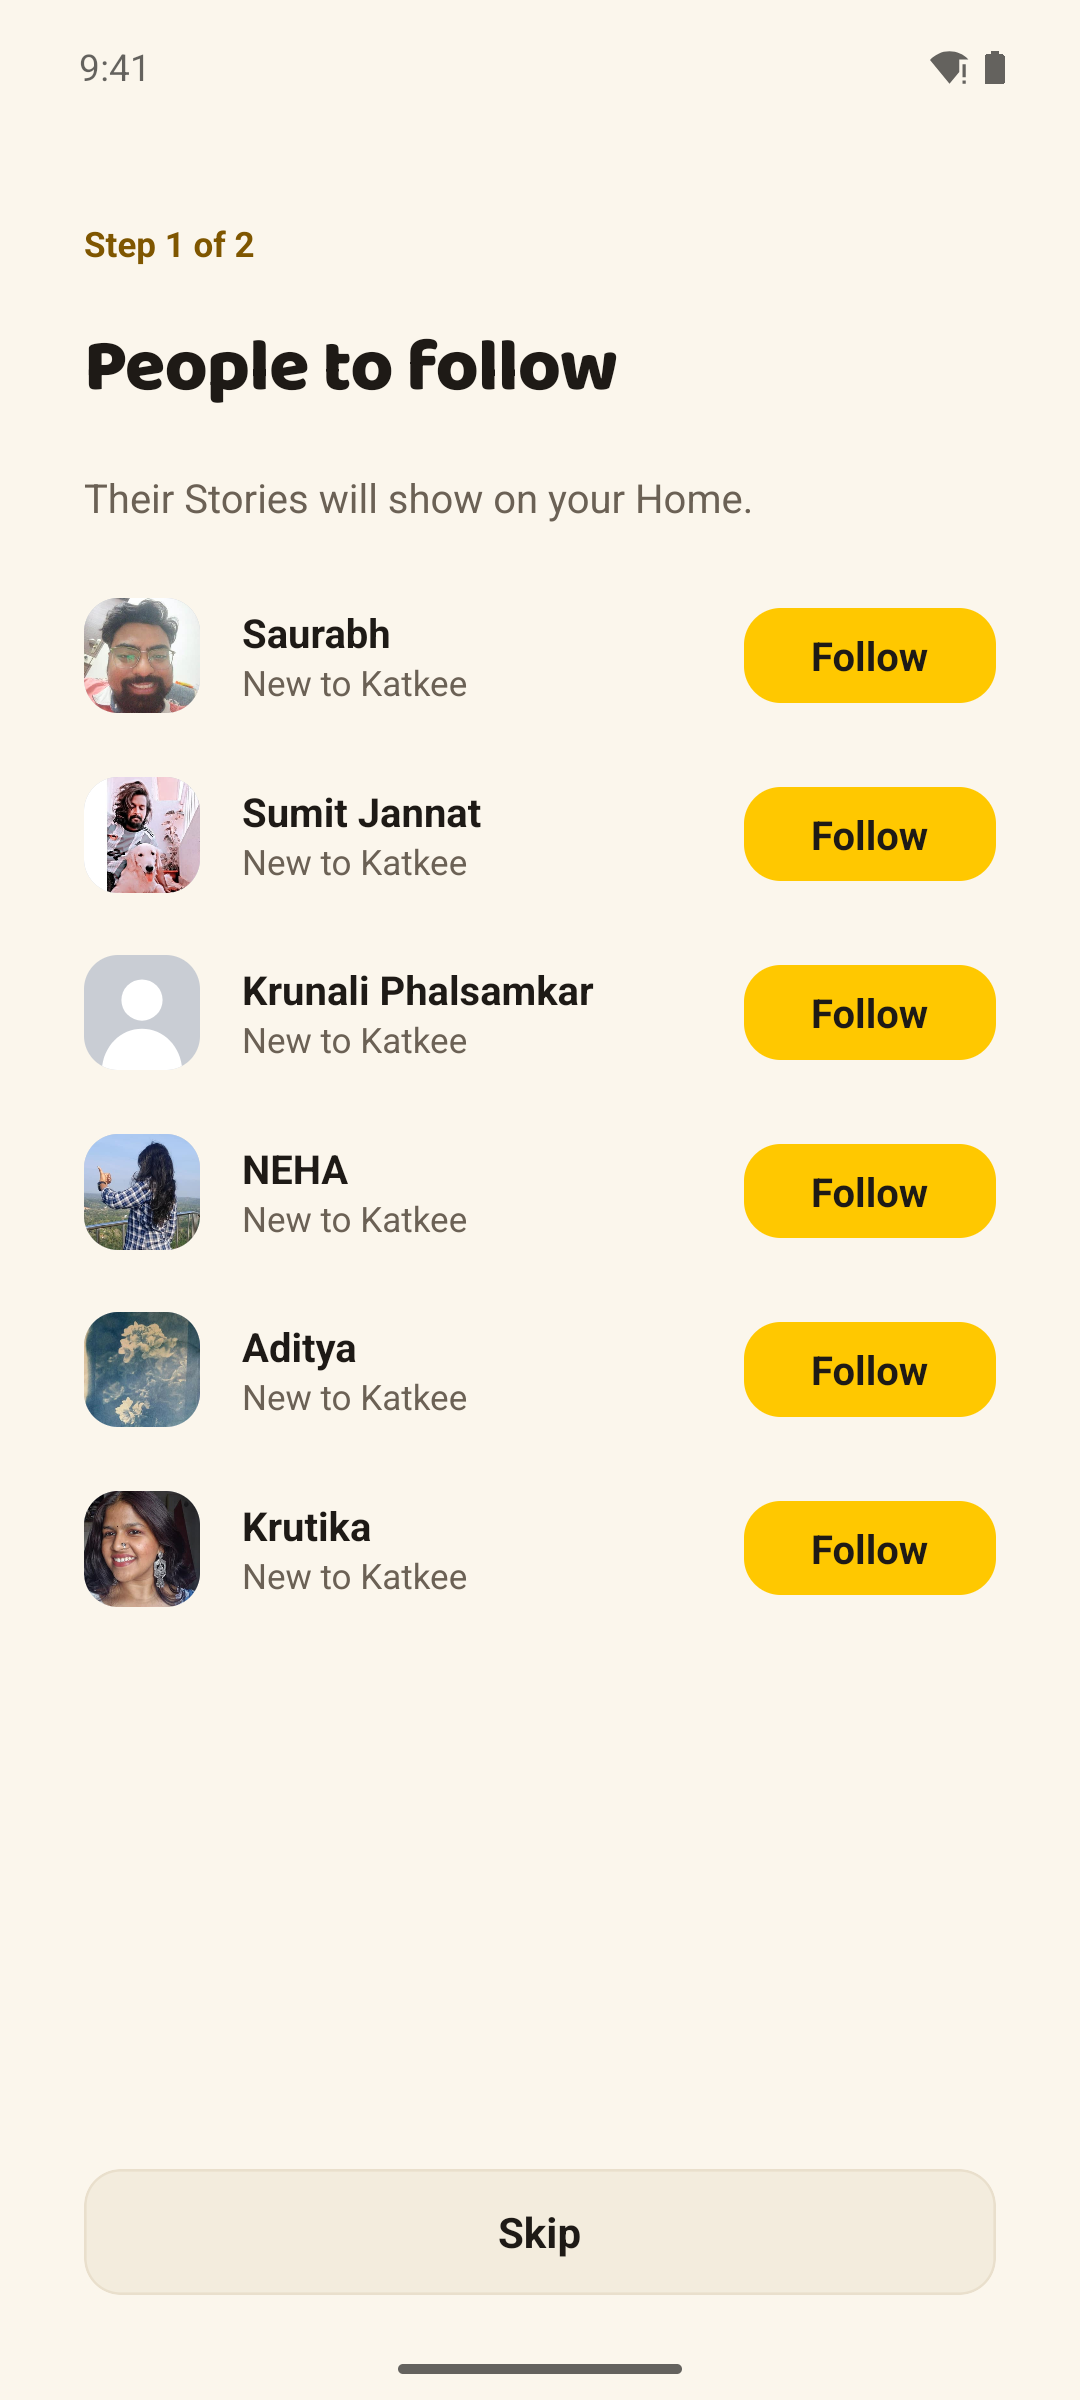 9:41
Step 1 of 2
People to follow
Their Stories will show on your Home.
Saurabh
New to Katkee
Follow
Sumit Jannat
New to Katkee
Follow
Krunali Phalsamkar
New to Katkee
Follow
NEHA
New to Katkee
Follow
Aditya
New to Katkee
Follow
Krutika
New to Katkee
Follow
Skip